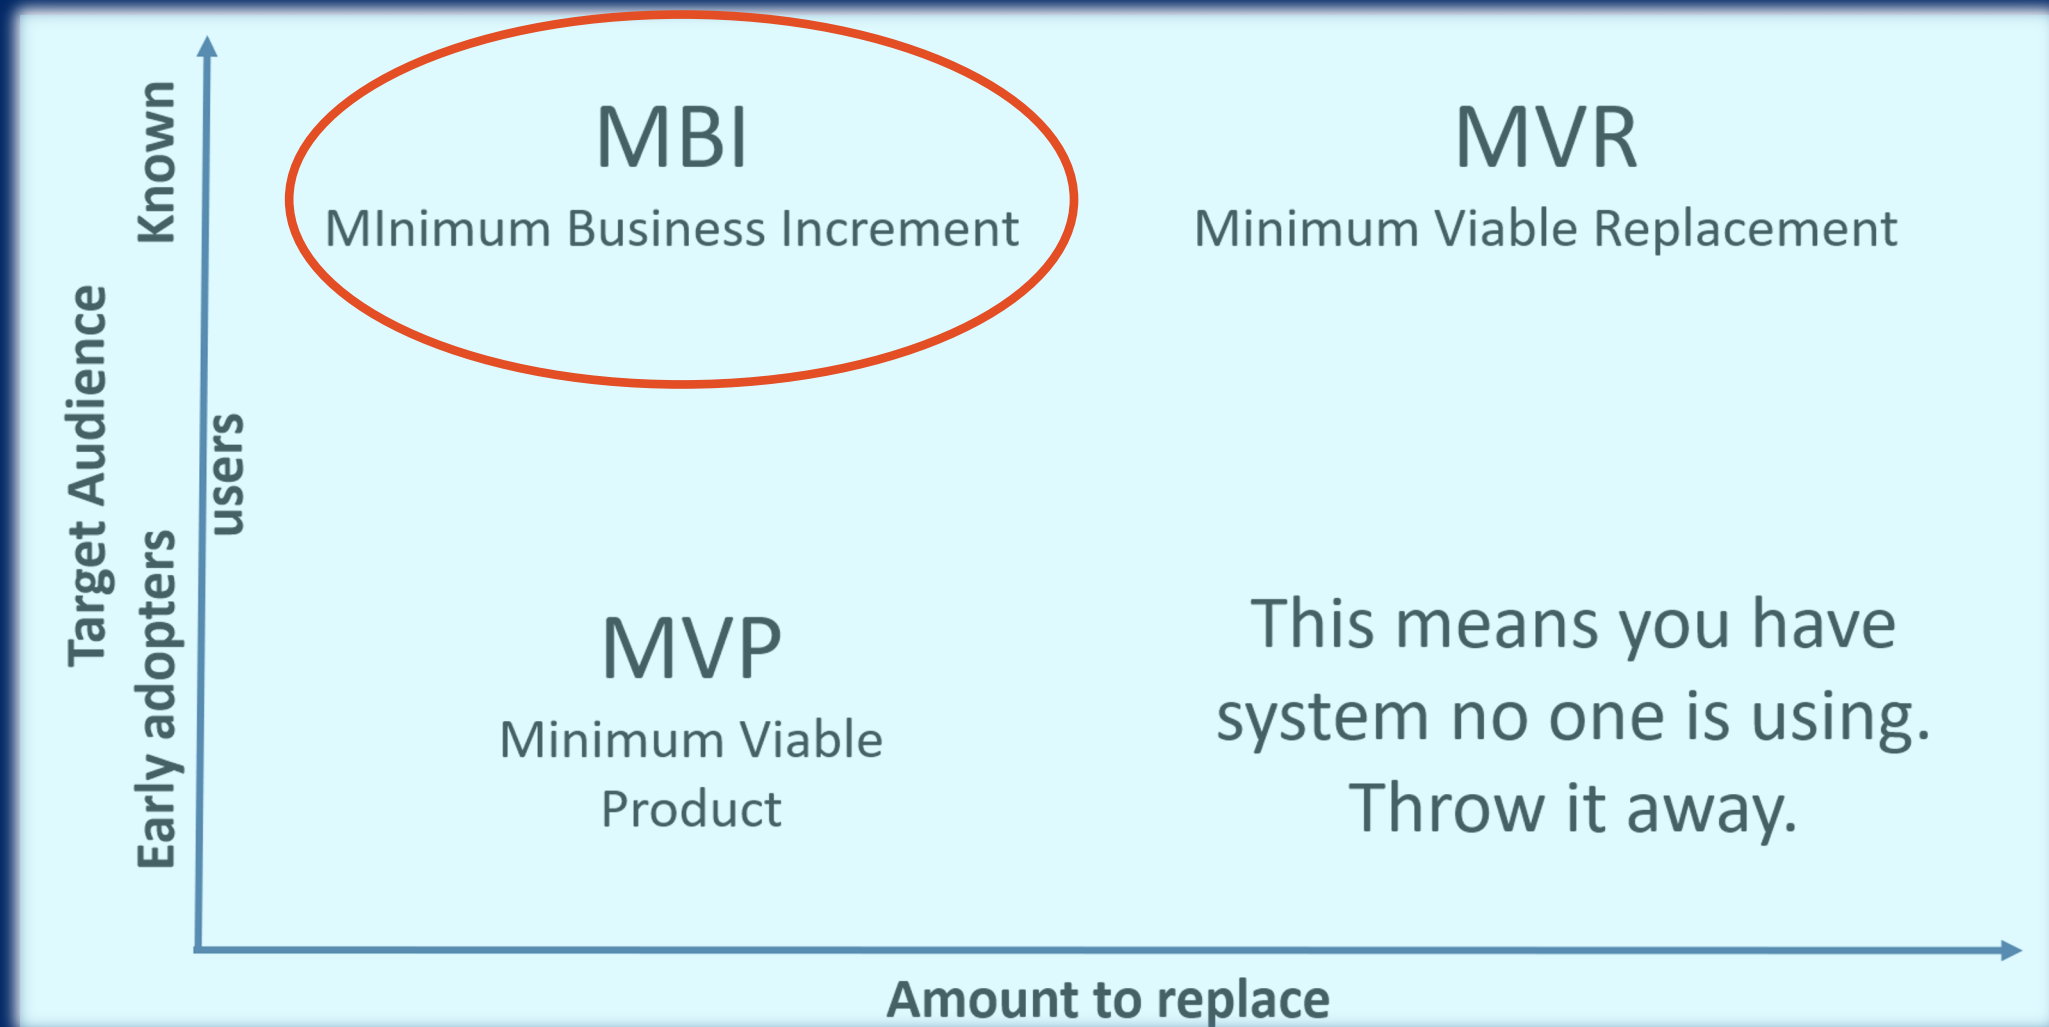 Known
users
Target Audience
Early adopters
MBI
MInimum Business Increment
MVR
Minimum Viable Replacement
MVP
Minimum Viable
Product
This means you have
system no one is using.
Throw it away.
Amount to replace